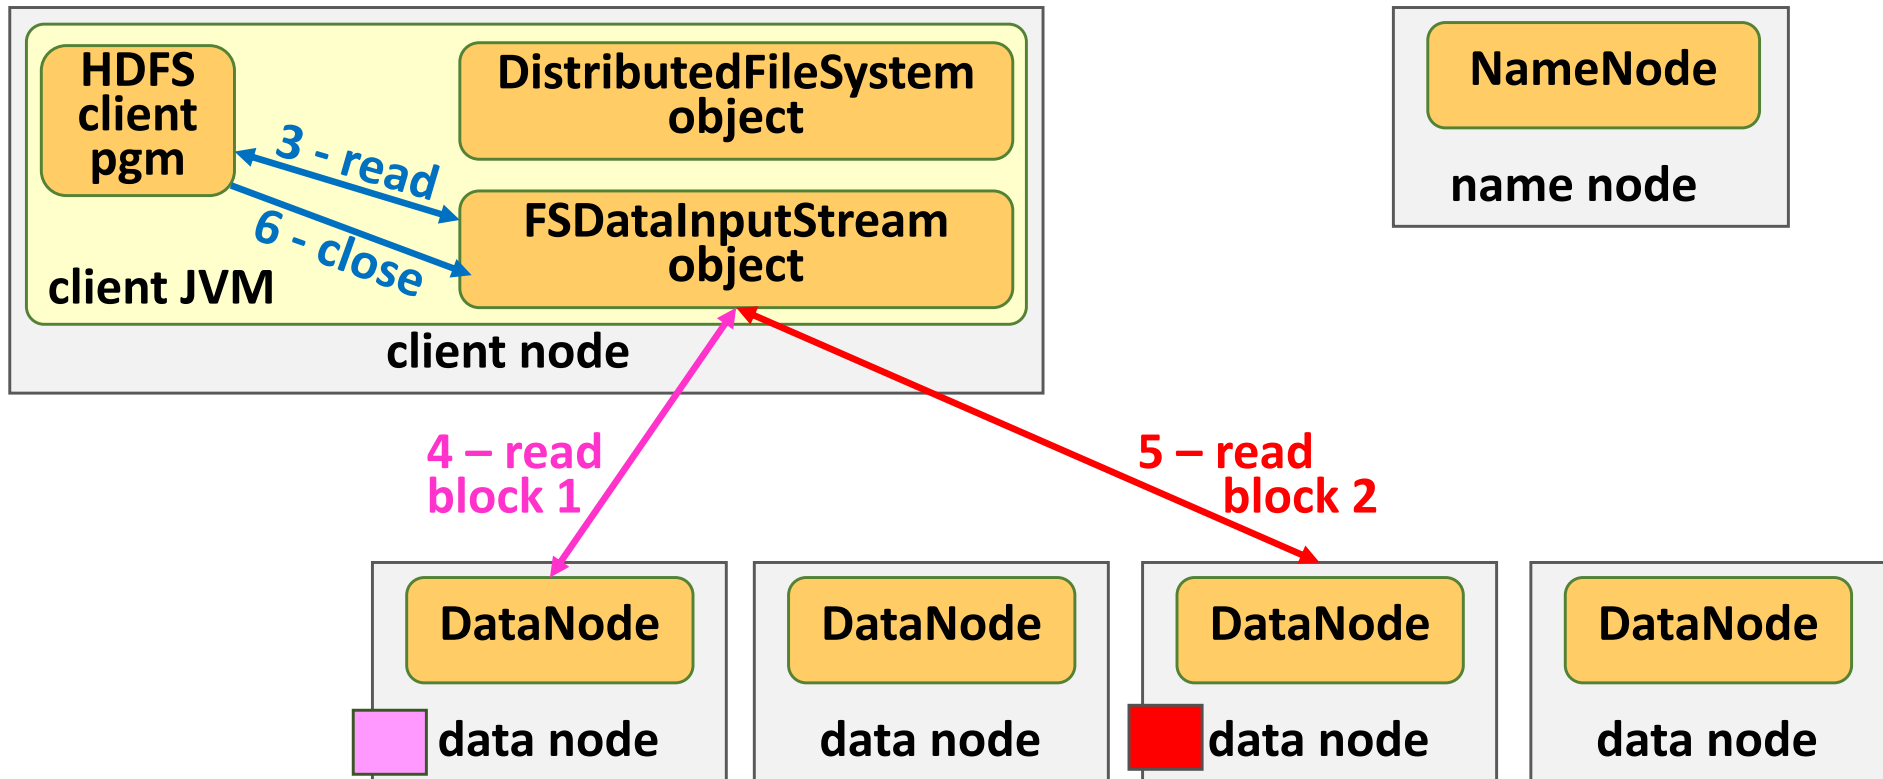 HDFS
client
pgm
DistributedFileSystem
object
3 - read
FSDataInputStream
object
6 - close
client JVM
client node
NameNode
name node
4 – read
block 1
5 – read
block 2
DataNode
data node
DataNode
data node
DataNode
data node
DataNode
data node